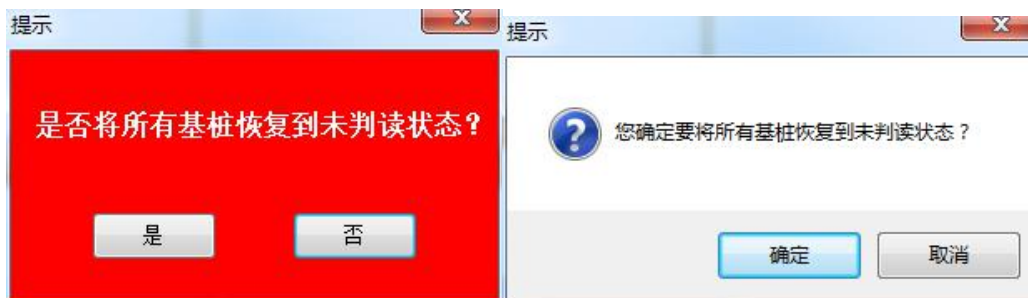 提示
是否将所有基桩恢复到未判读状态？
是
否
提示
您确定要将所有基桩恢复到未判读状态？
确定
取消